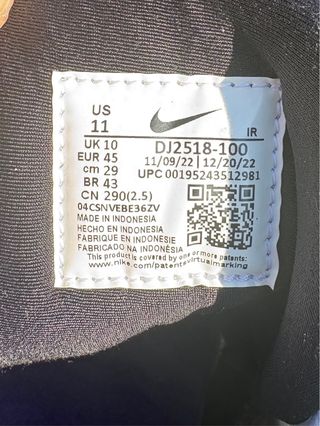 US
11
IR
UK 10
DJ2518-100
EUR 45
11/09/22 | 12/20/22
cm 29
UPC 00195243512981
BR 43
CN 290(2.5)
04CSNVEBE36ZV
MADE IN INDONESIA
HECHO EN INDONESIA
FABRIQUE EN INDONESIE
FABRICADO NA INDONÉSIA
This product is covered by one or more patents:
www.nike.com/patentsvirtualmarking